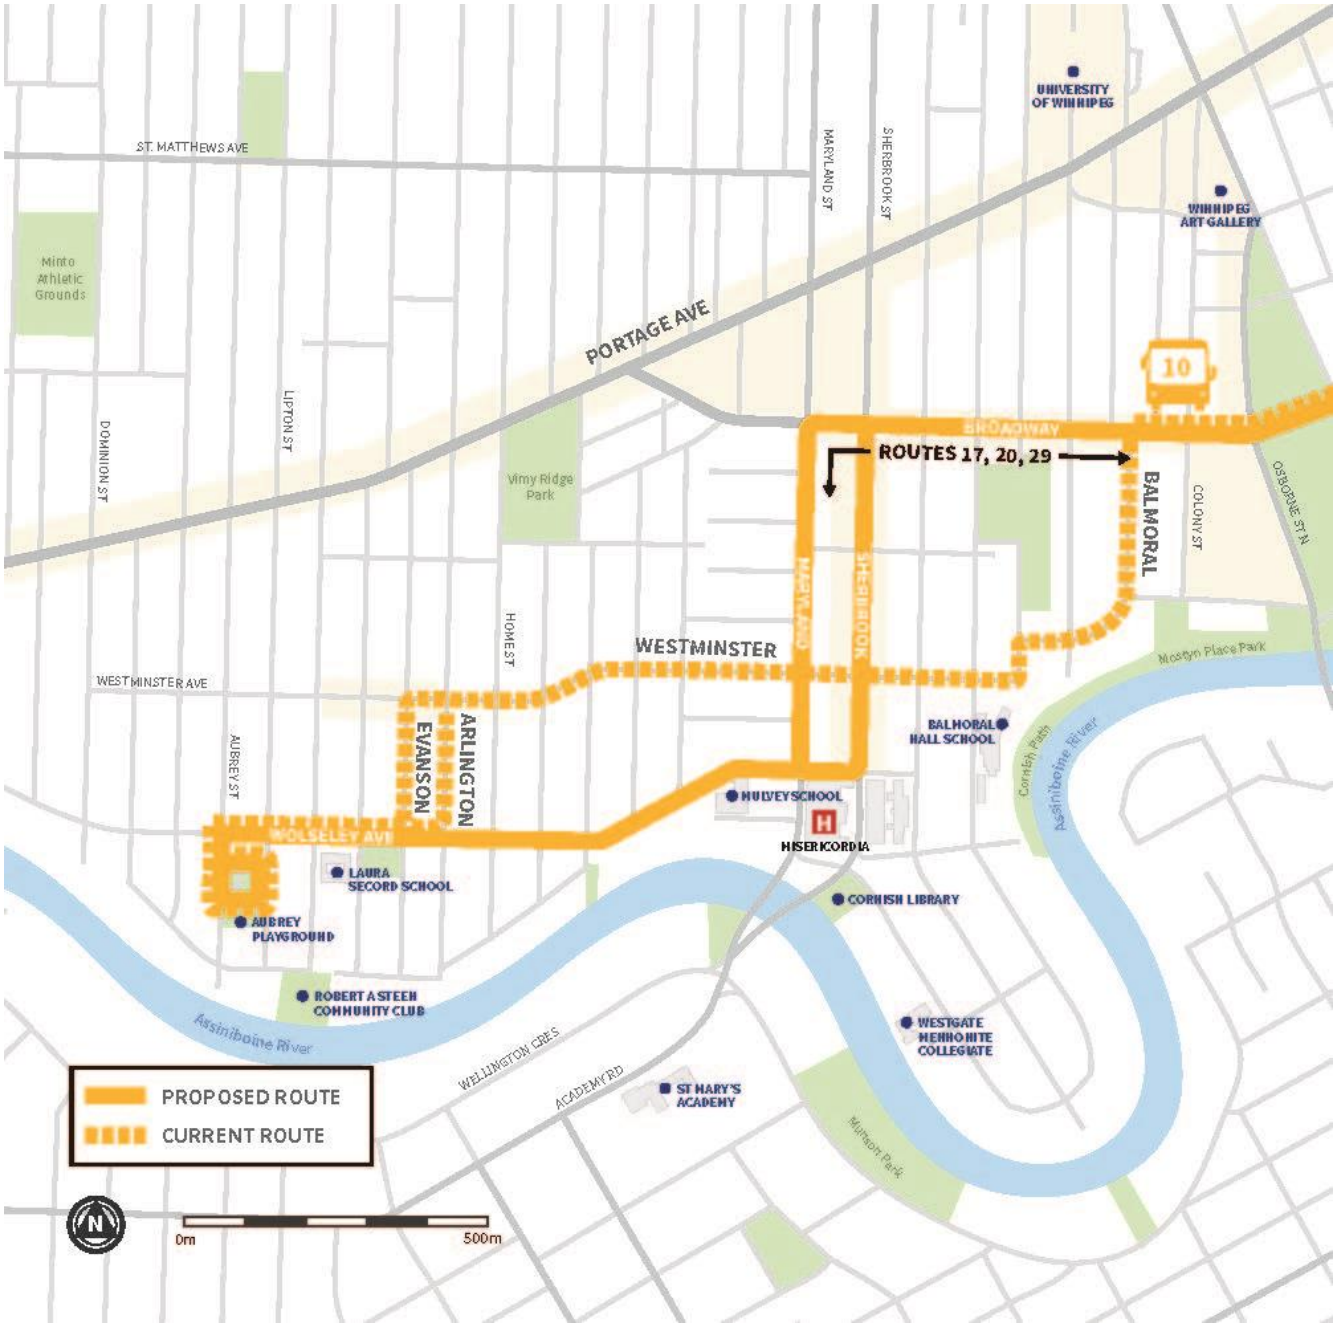 UNIVERSITY
OF WINNIPEG
ST. MATTHEWS AVE
MARYLAND ST
SHERBROOK ST
WINNIPEG
ART GALLERY
Minto
Athletic
Grounds
PORTAGE AVE
10
LIPTON ST
DOMINION ST
BROADWAY
ROUTES 17, 20, 29
Vimy Ridge
Park
BALMORAL
COLONY ST
OSBORNE ST N
MARYLAND
SHERBROOK
HOME ST
WESTMINSTER
Mostyn Place Park
WESTMINSTER AVE
AUBREY ST
EVANSON
ARLINGTON
BALMORAL
HALL SCHOOL
Cornish Path
Assiniboine River
MULVEY SCHOOL
H
MISERICORDIA
WOLSELEY AVE
LAURA
SECORD SCHOOL
CORNISH LIBRARY
AUBREY
PLAYGROUND
ROBERT A STEEN
COMMUNITY CLUB
Assiniboine River
WESTGATE
MENNONITE
COLLEGIATE
WELLINGTON CRES
ACADEMY RD
ST MARY'S
ACADEMY
Munson Park
PROPOSED ROUTE
CURRENT ROUTE
N
0m
500m